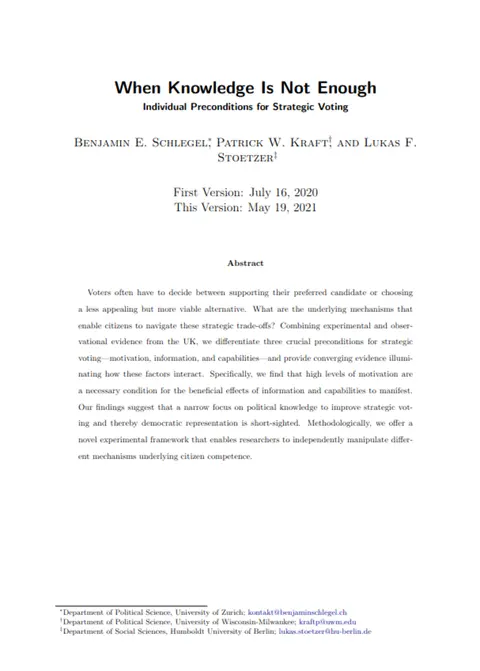 When Knowledge Is Not Enough
Individual Preconditions for Strategic Voting
Benjamin E. Schlegel*, Patrick W. Kraft†, and Lukas F.
Stoetzer‡
First Version: July 16, 2020
This Version: May 19, 2021
Abstract
Voters often have to decide between supporting their preferred candidate or choosing
a less appealing but more viable alternative. What are the underlying mechanisms that
enable citizens to navigate these strategic trade-offs? Combining experimental and obser-
vational evidence from the UK, we differentiate three crucial preconditions for strategic
voting—motivation, information, and capabilities—and provide converging evidence illumi-
nating how these factors interact. Specifically, we find that high levels of motivation are
a necessary condition for the beneficial effects of information and capabilities to manifest.
Our findings suggest that a narrow focus on political knowledge to improve strategic vot-
ing and thereby democratic representation is short-sighted. Methodologically, we offer a
novel experimental framework that enables researchers to independently manipulate differ-
ent mechanisms underlying citizen competence.
*Department of Political Science, University of Zurich; kontakt@benjaminschlegel.ch
†Department of Political Science, University of Wisconsin-Milwaukee; kraftp@uwm.edu
‡Department of Social Sciences, Humboldt University of Berlin; lukas.stoetzer@hu-berlin.de